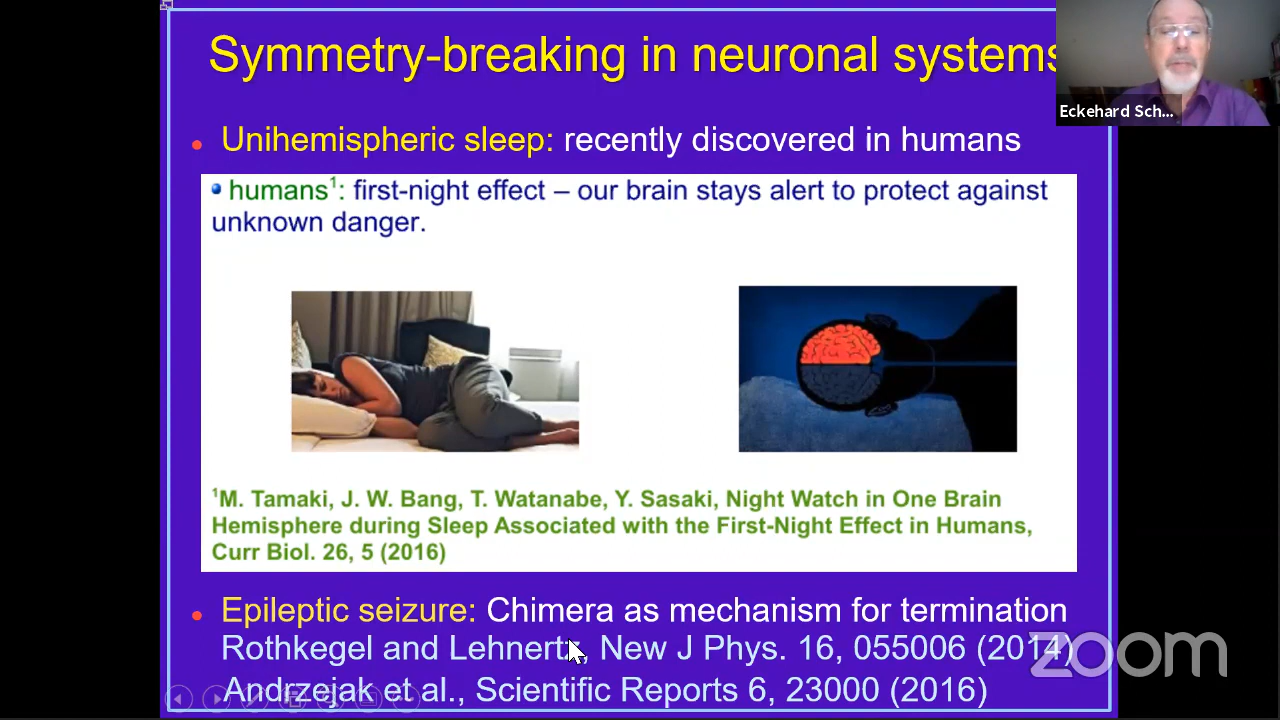 Symmetry-breaking in neuronal systems
Eckehard Sch...
• Unihemispheric sleep: recently discovered in humans
• humans¹: first-night effect – our brain stays alert to protect against
unknown danger.
¹M. Tamaki, J. W. Bang, T. Watanabe, Y. Sasaki, Night Watch in One Brain
Hemisphere during Sleep Associated with the First-Night Effect in Humans,
Curr Biol. 26, 5 (2016)
• Epileptic seizure: Chimera as mechanism for termination
Rothkegel and Lehnertz, New J Phys. 16, 055006 (2014)
Andrzejak et al., Scientific Reports 6, 23000 (2016)
zoom